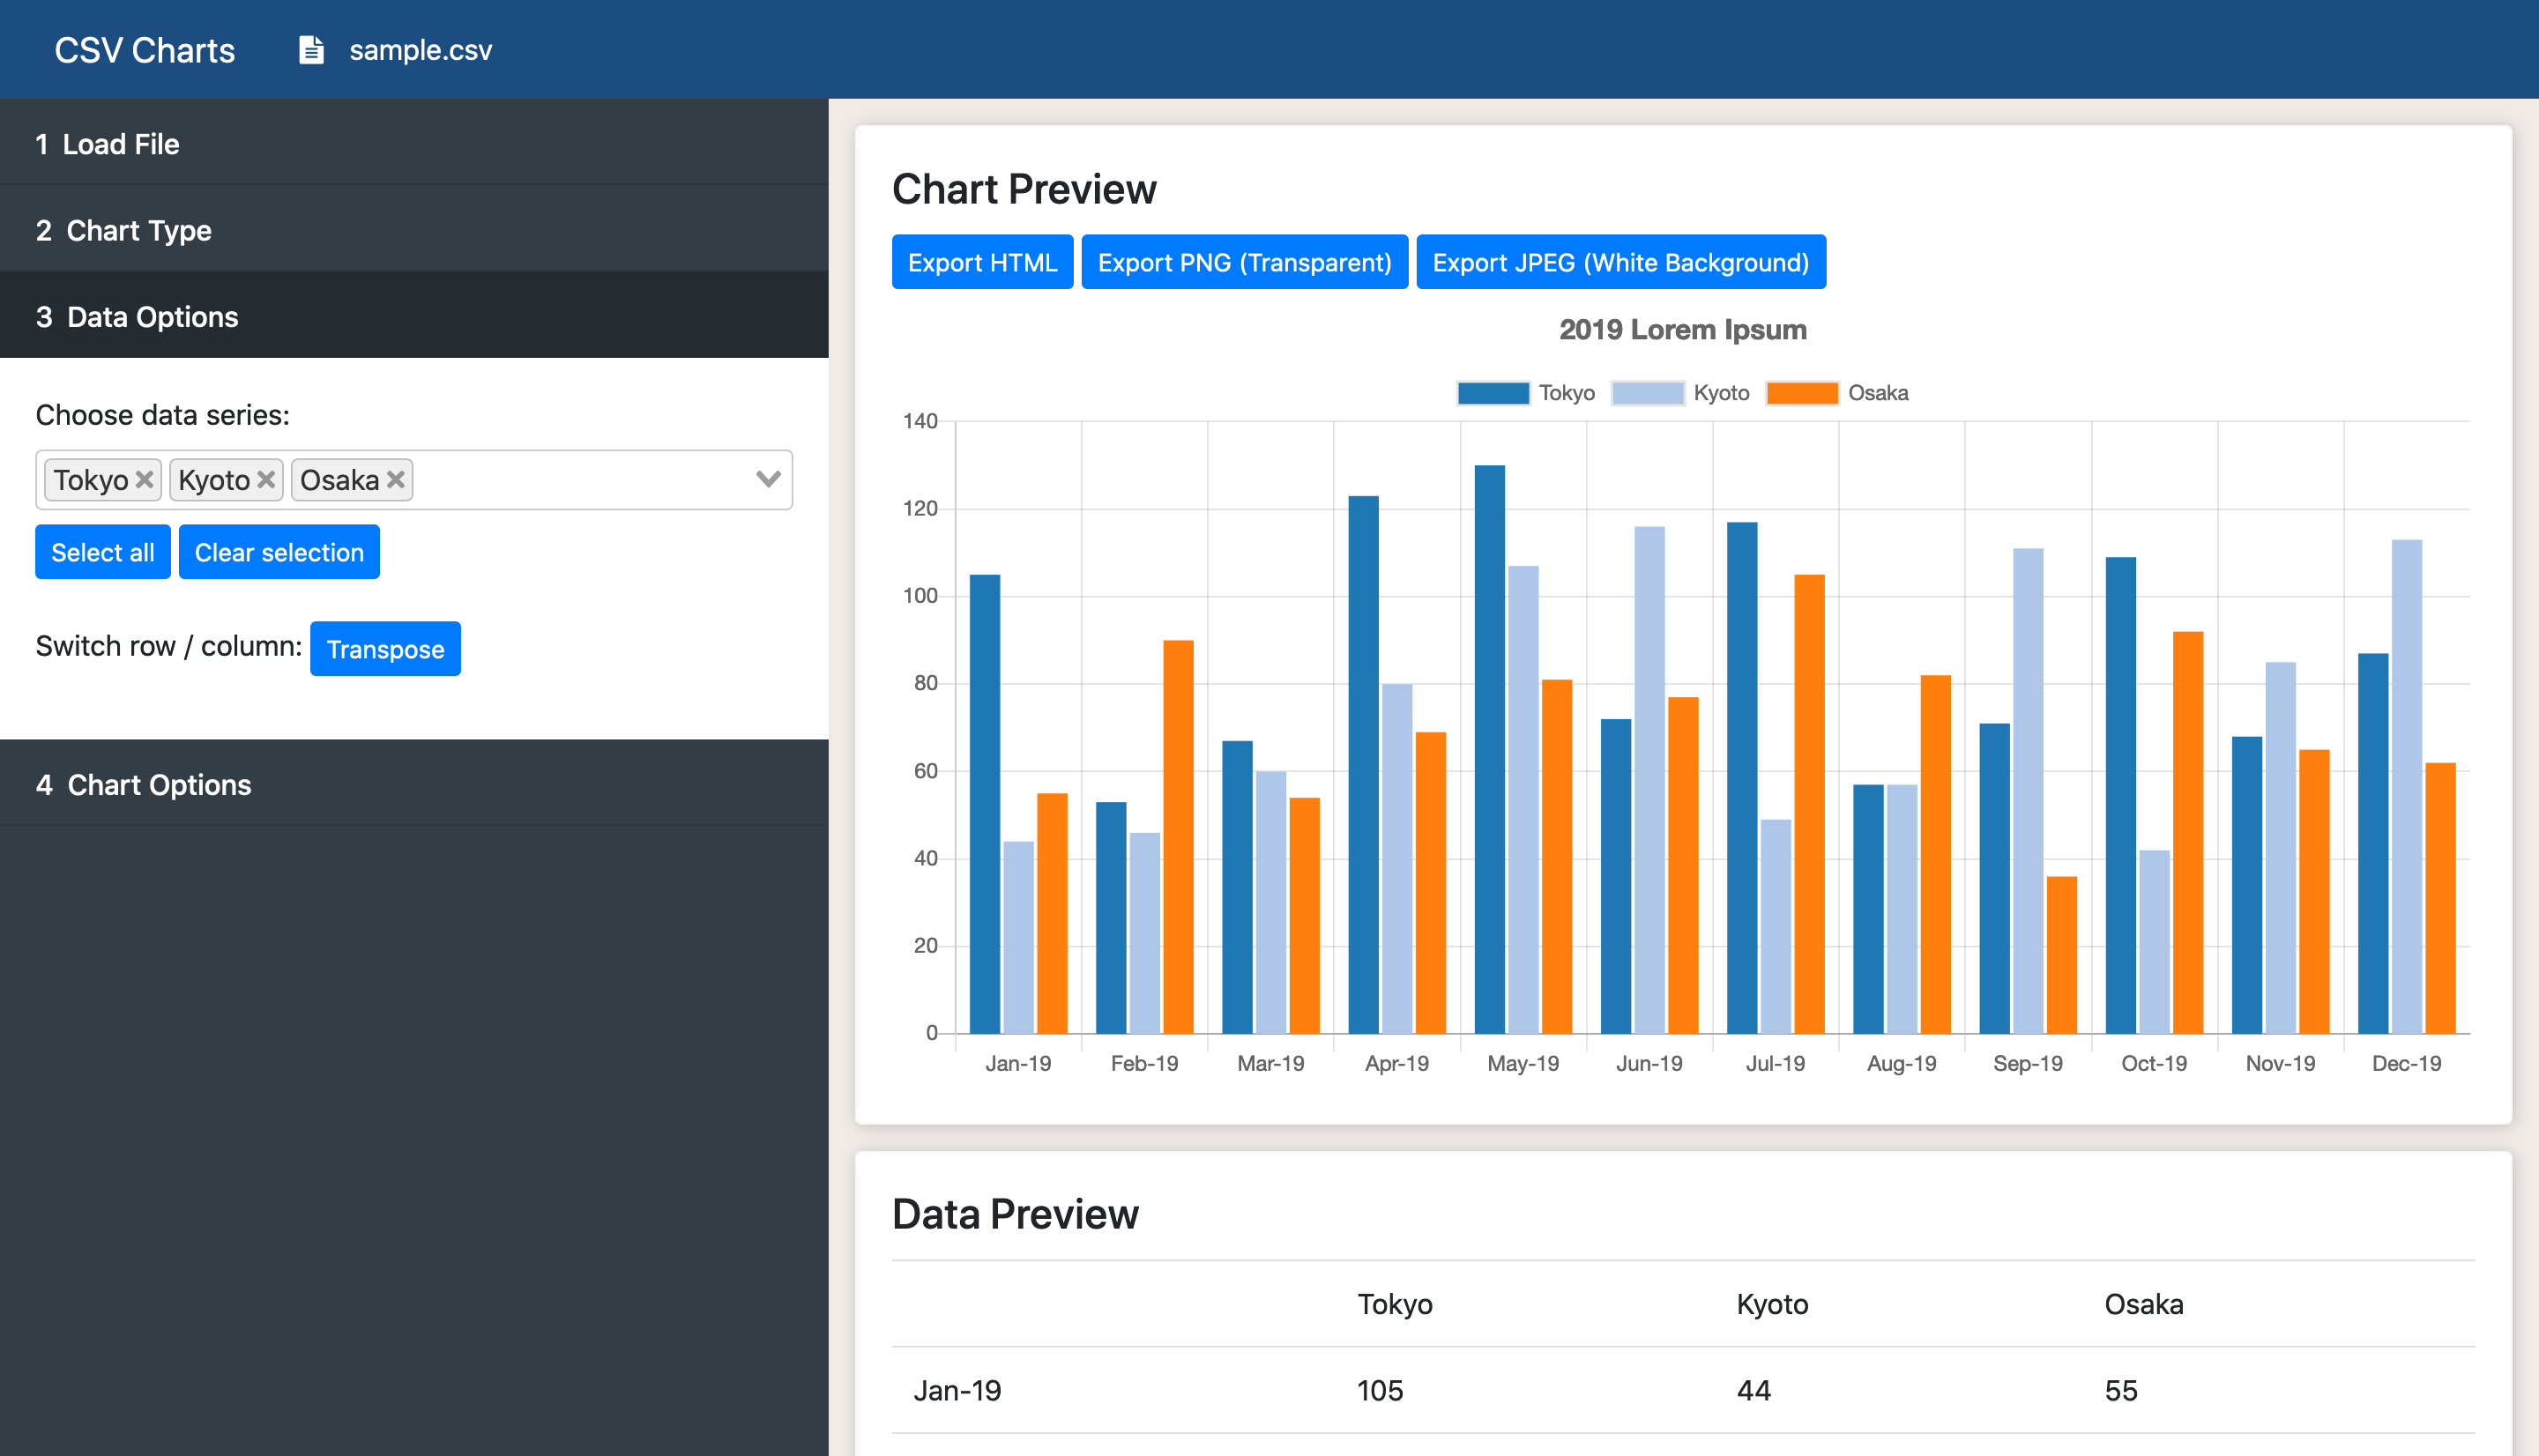 CSV Charts sample.csv
1 Load File
2 Chart Type
3 Data Options
Choose data series:
Tokyo Kyoto Osaka
Select all Clear selection
Switch row / column: Transpose
4 Chart Options
Chart Preview
Export HTML Export PNG (Transparent) Export JPEG (White Background)
2019 Lorem Ipsum
Tokyo Kyoto Osaka
140
120
100
80
60
40
20
0
Jan-19 Feb-19 Mar-19 Apr-19 May-19 Jun-19 Jul-19 Aug-19 Sep-19 Oct-19 Nov-19 Dec-19
Data Preview
Tokyo Kyoto Osaka
Jan-19 105 44 55